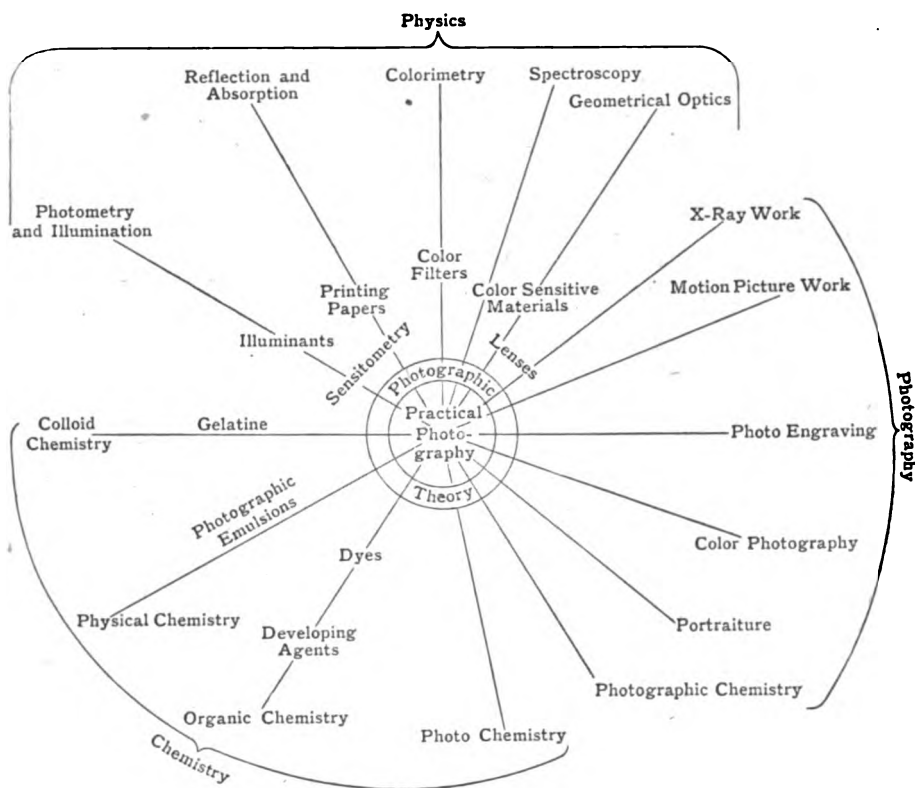 Physics
Reflection and
Absorption
Colorimetry
Spectroscopy
Geometrical Optics
Photometry
and Illumination
X-Ray Work
Motion Picture Work
Color
Filters
Printing
Papers
Color Sensitive
Materials
Illuminants
Sensitometry
Lenses
Photographic
Theory
Practical
Photo-
graphy
Colloid
Chemistry
Gelatine
Photo Engraving
Photography
Photographic
Emulsions
Color Photography
Dyes
Physical Chemistry
Developing
Agents
Portraiture
Photographic Chemistry
Organic Chemistry
Photo Chemistry
Chemistry